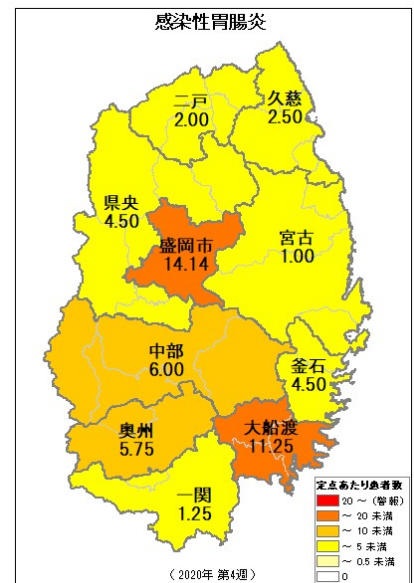 感染性胃腸炎
二戸
2.00
久慈
2.50
県央
4.50
盛岡市
14.14
宮古
1.00
中部
6.00
釜石
4.50
奥州
5.75
大船渡
11.25
一関
1.25
定点あたり患者数
20 ～ (警報)
～ 20 未満
～ 10 未満
～ 5 未満
～ 0.5 未満
0
（2020年 第4週）